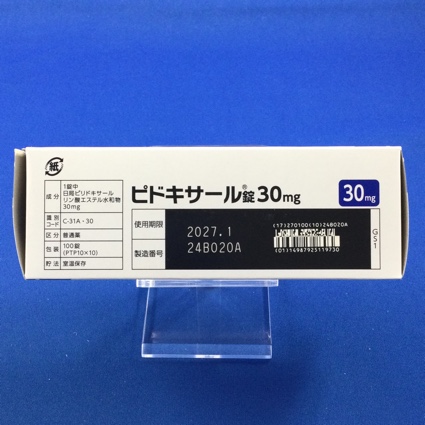 紙
成分
1錠中
日局ピリドキサール
リン酸エステル水和物
30mg
識別コード
C-31A・30
区分
普通薬
包装
100錠
(PTP10×10)
貯法
室温保存
ピドキサール®錠30mg
30mg
使用期限
2027.1
製造番号
24B020A
(17)270100(10)24B020A
(01)14987925119730
GS1